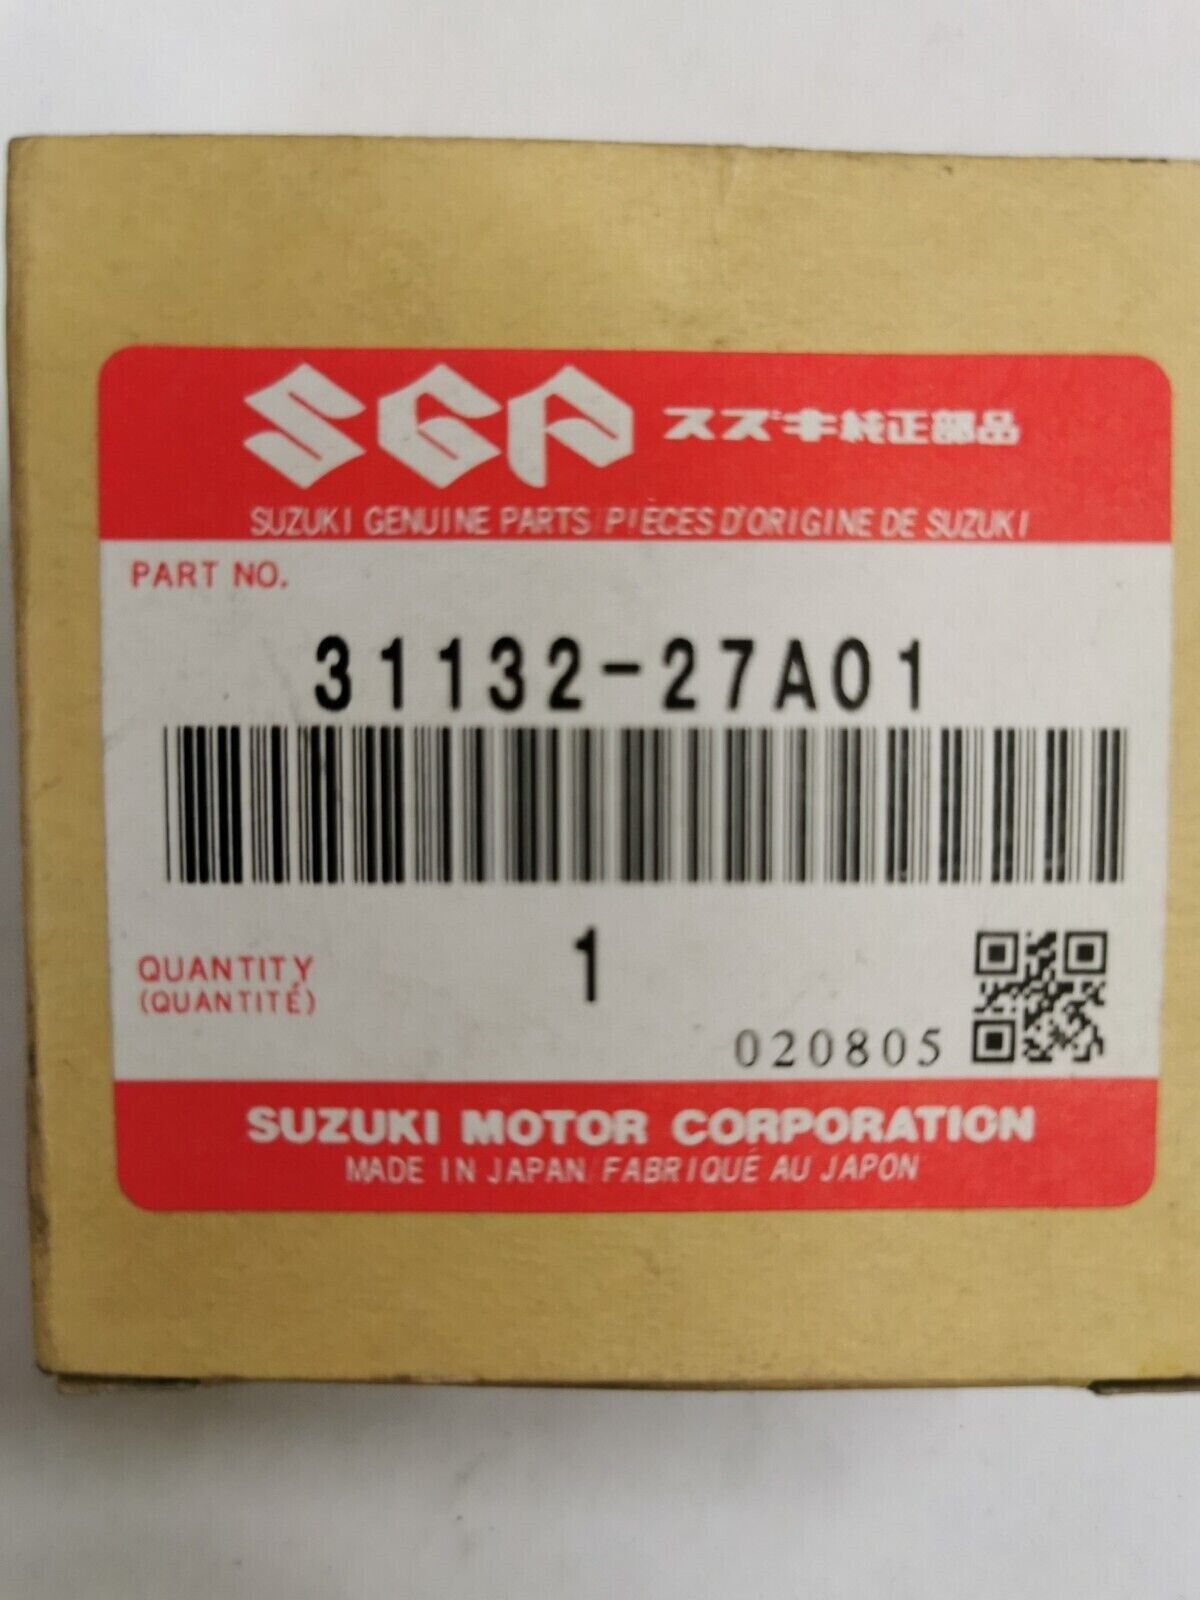 SGP スズキ純正部品
SUZUKI GENUINE PARTS/PIÈCES D'ORIGINE DE SUZUKI
PART NO.
31132-27A01
QUANTITY 1
(QUANTITÉ)
020805
SUZUKI MOTOR CORPORATION
MADE IN JAPAN/FABRIQUÉ AU JAPON